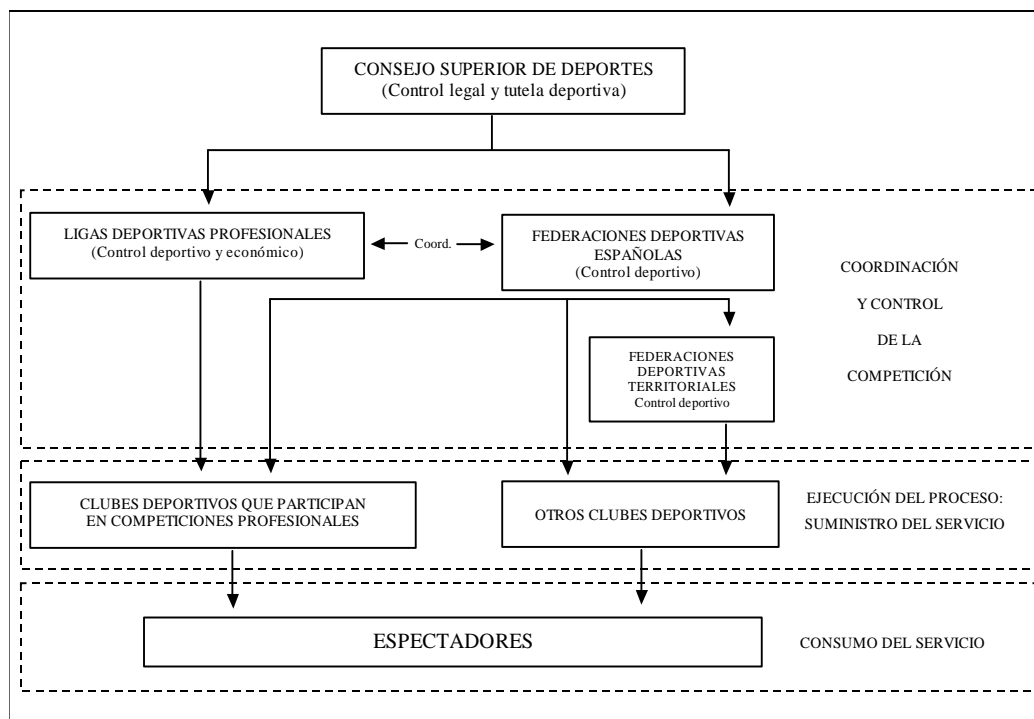 CONSEJO SUPERIOR DE DEPORTES
(Control legal y tutela deportiva)
LIGAS DEPORTIVAS PROFESIONALES
(Control deportivo y económico)
Coord.
FEDERACIONES DEPORTIVAS
ESPAÑOLAS
(Control deportivo)
COORDINACIÓN
Y CONTROL
DE LA
COMPETICIÓN
FEDERACIONES
DEPORTIVAS
TERRITORIALES
Control deportivo
CLUBES DEPORTIVOS QUE PARTICIPAN
EN COMPETICIONES PROFESIONALES
OTROS CLUBES DEPORTIVOS
EJECUCIÓN DEL PROCESO:
SUMINISTRO DEL SERVICIO
ESPECTADORES
CONSUMO DEL SERVICIO